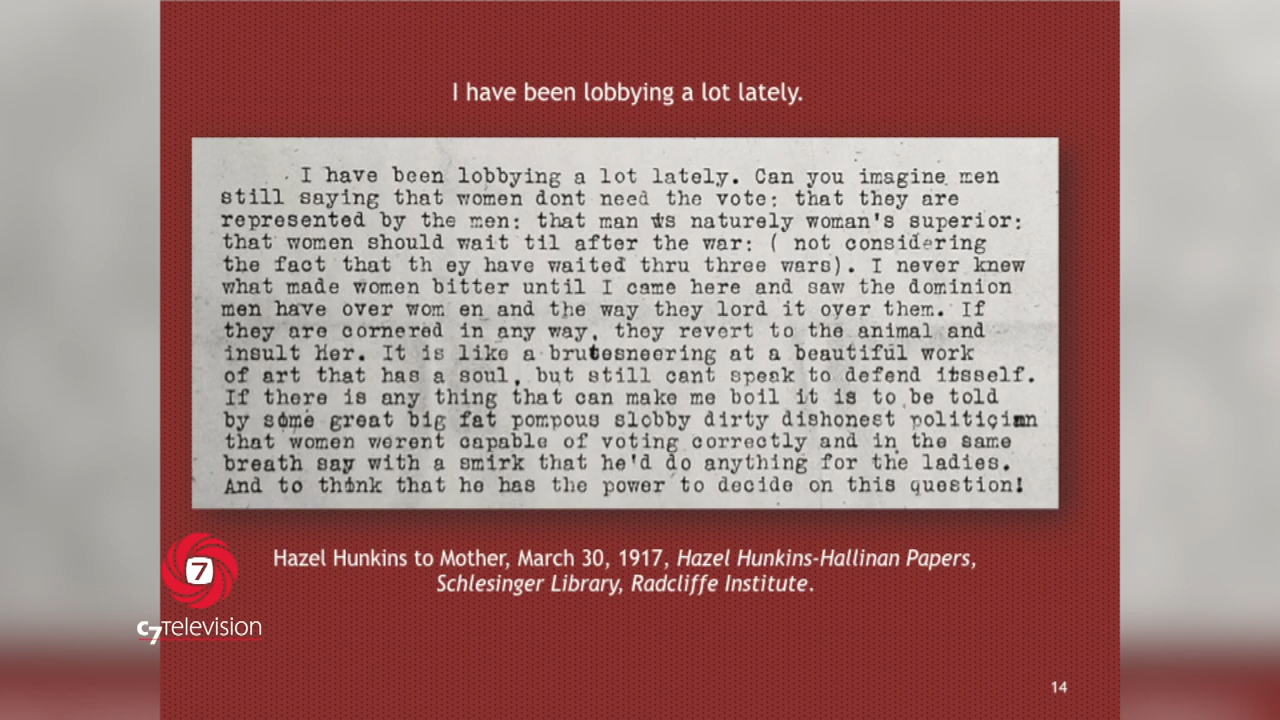 I have been lobbying a lot lately.
I have been lobbying a lot lately. Can you imagine men
still saying that women dont need the vote: that they are
represented by the men: that man is naturely woman's superior:
that women should wait til after the war: ( not considering
the fact that th ey have waited thru three wars). I never knew
what made women bitter until I came here and saw the dominion
men have over wom en and the way they lord it over them. If
they are cornered in any way, they revert to the animal and
insult Her. It is like a brutesneering at a beautiful work
of art that has a soul, but still cant speak to defend itsself.
If there is any thing that can make me boil it is to be told
by some great big fat pompous slobby dirty dishonest politician
that women werent capable of voting correctly and in the same
breath say with a smirk that he'd do anything for the ladies.
And to think that he has the power to decide on this question!
Hazel Hunkins to Mother, March 30, 1917, Hazel Hunkins-Hallinan Papers,
Schlesinger Library, Radcliffe Institute.
7
c7Television
14